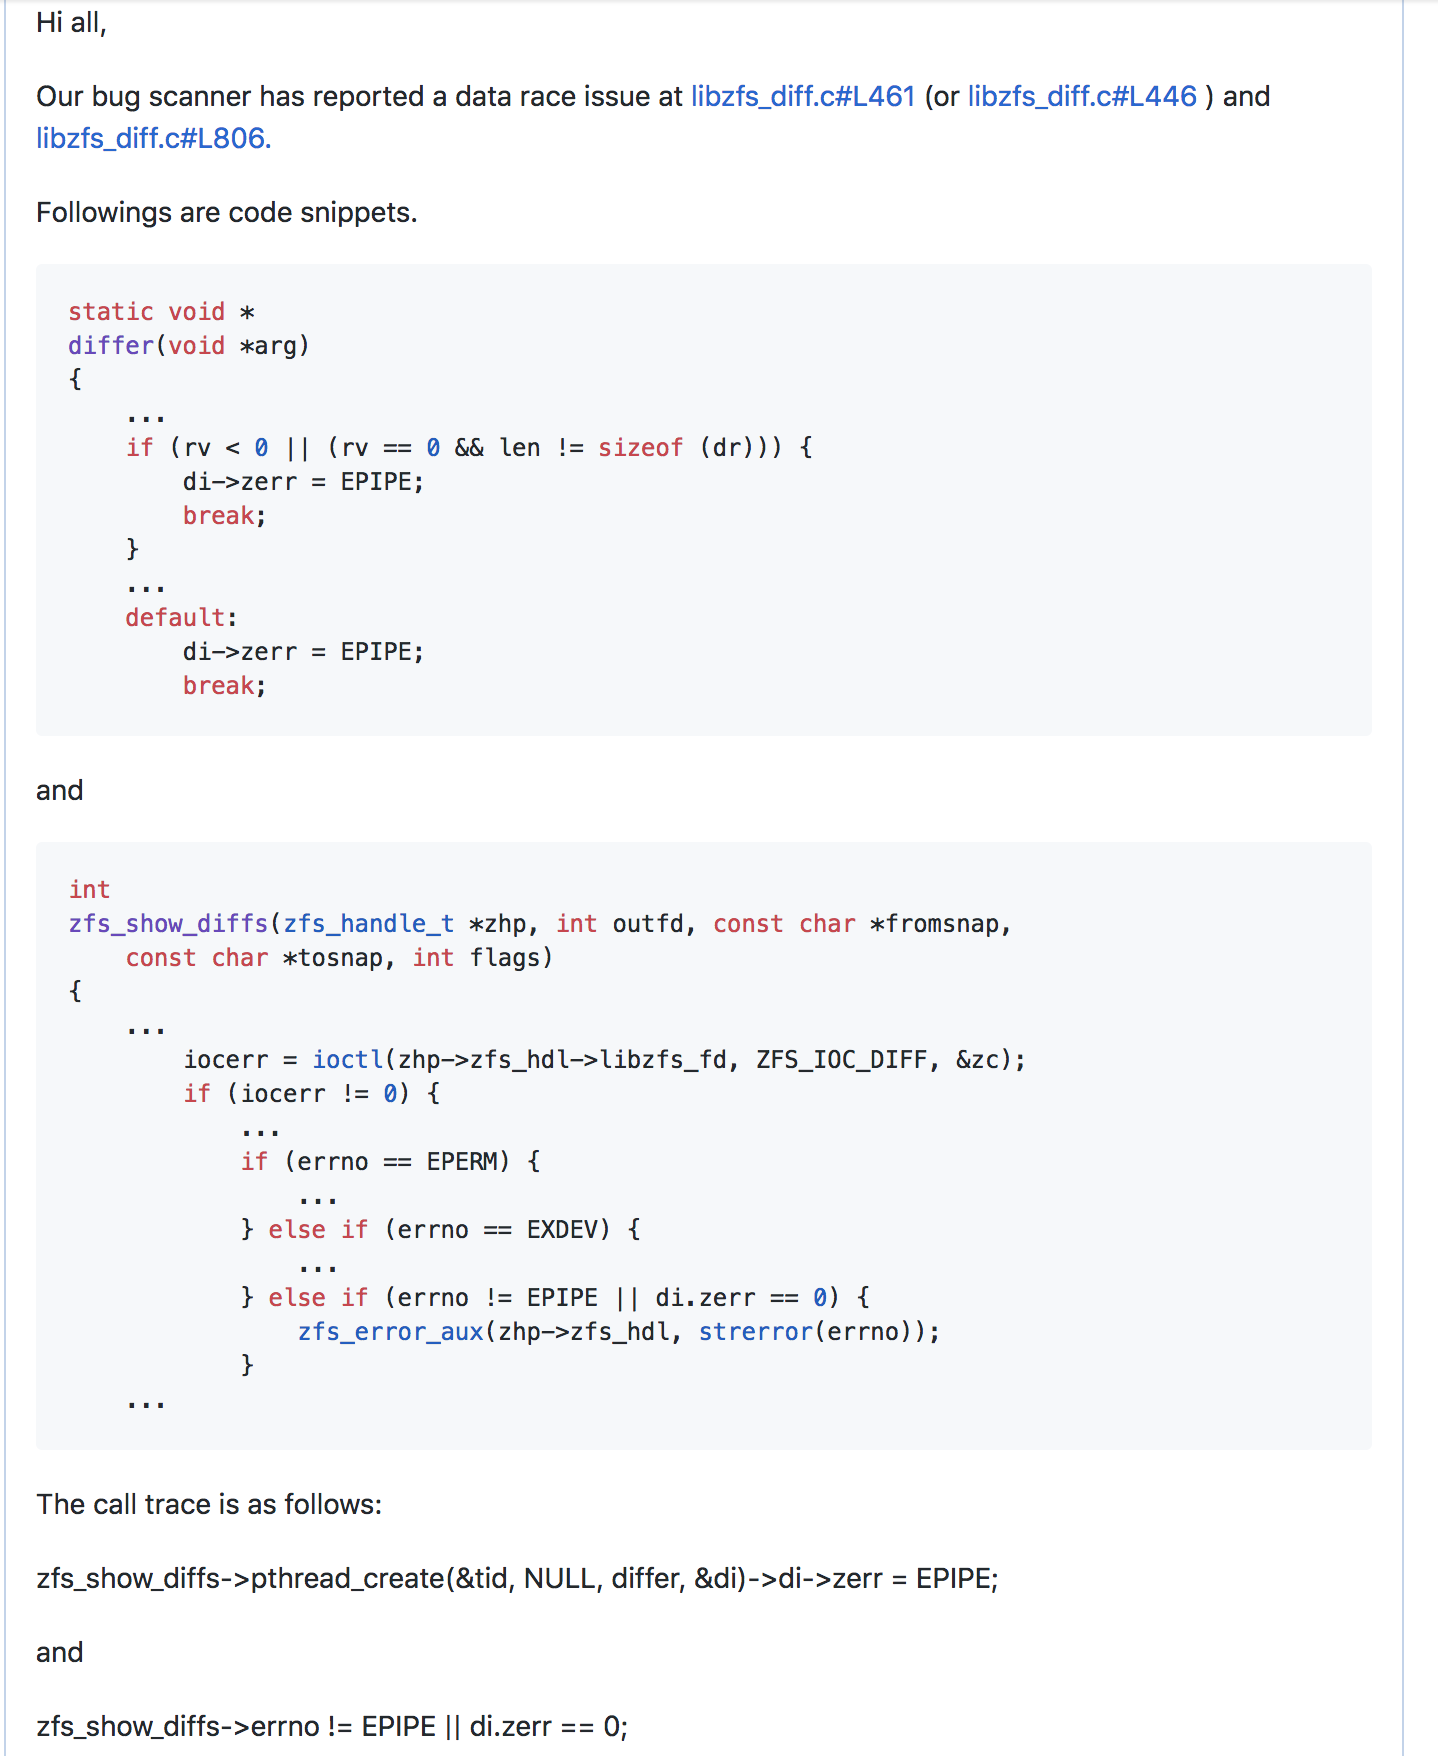 Hi all,
Our bug scanner has reported a data race issue at libzfs_diff.c#L461 (or libzfs_diff.c#L446 ) and
libzfs_diff.c#L806.
Followings are code snippets.
static void *
differ(void *arg)
{
    ...
    if (rv < 0 || (rv == 0 && len != sizeof (dr))) {
        di->zerr = EPIPE;
        break;
    }
    ...
    default:
        di->zerr = EPIPE;
        break;
and
int
zfs_show_diffs(zfs_handle_t *zhp, int outfd, const char *fromsnap,
    const char *tosnap, int flags)
{
    ...
        iocerr = ioctl(zhp->zfs_hdl->libzfs_fd, ZFS_IOC_DIFF, &zc);
        if (iocerr != 0) {
            ...
            if (errno == EPERM) {
                ...
            } else if (errno == EXDEV) {
                ...
            } else if (errno != EPIPE || di.zerr == 0) {
                zfs_error_aux(zhp->zfs_hdl, strerror(errno));
            }
    ...
The call trace is as follows:
zfs_show_diffs->pthread_create(&tid, NULL, differ, &di)->di->zerr = EPIPE;
and
zfs_show_diffs->errno != EPIPE || di.zerr == 0;